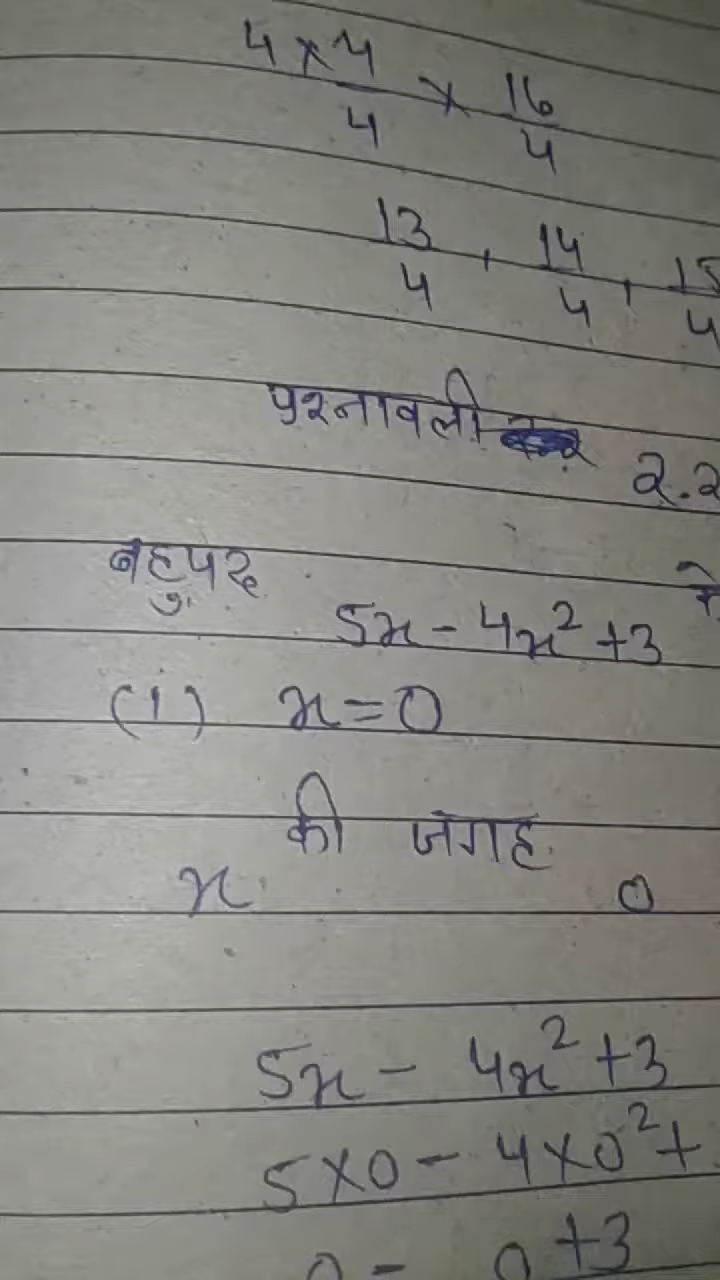 4×4/4 × 16/4
13/4 , 14/4 , 15/4
प्रश्नावली 2.2
बहुपद 5x - 4x² + 3 के
(1) x = 0
x की जगह 0
5x - 4x² + 3
5×0 - 4×0² +
0 - 0 + 3